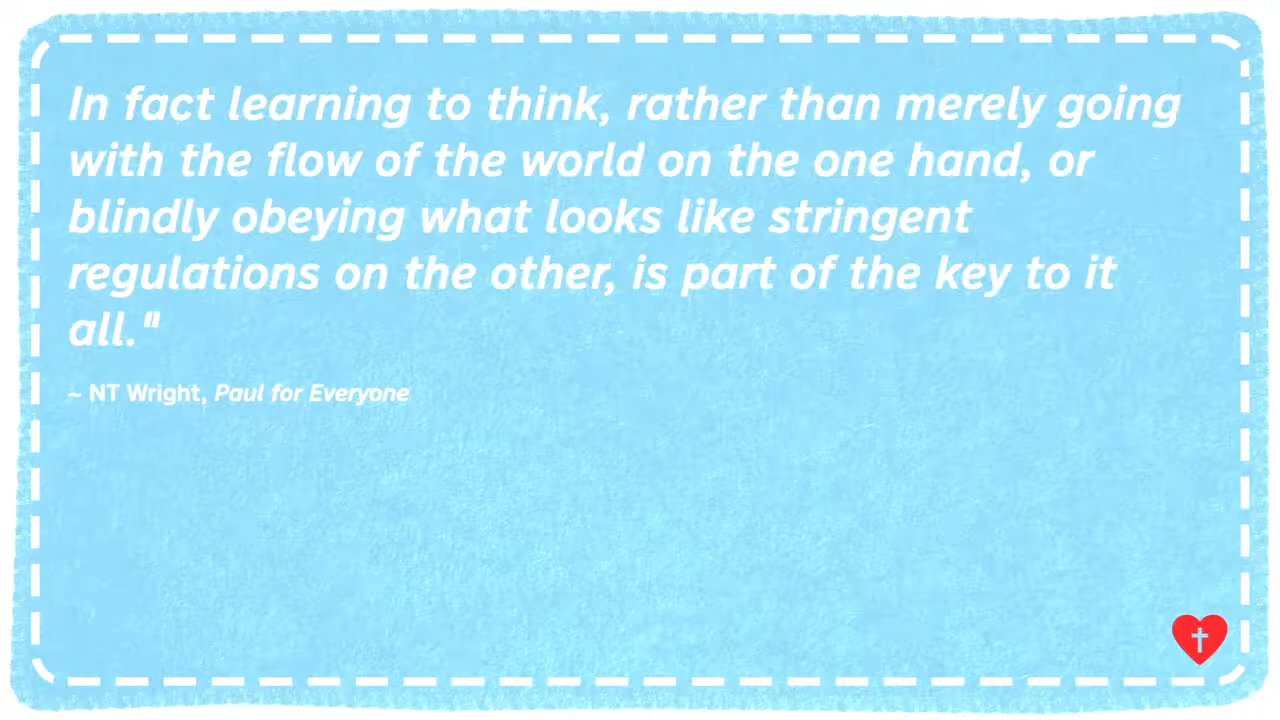 In fact learning to think, rather than merely going
with the flow of the world on the one hand, or
blindly obeying what looks like stringent
regulations on the other, is part of the key to it
all."
~ NT Wright, Paul for Everyone